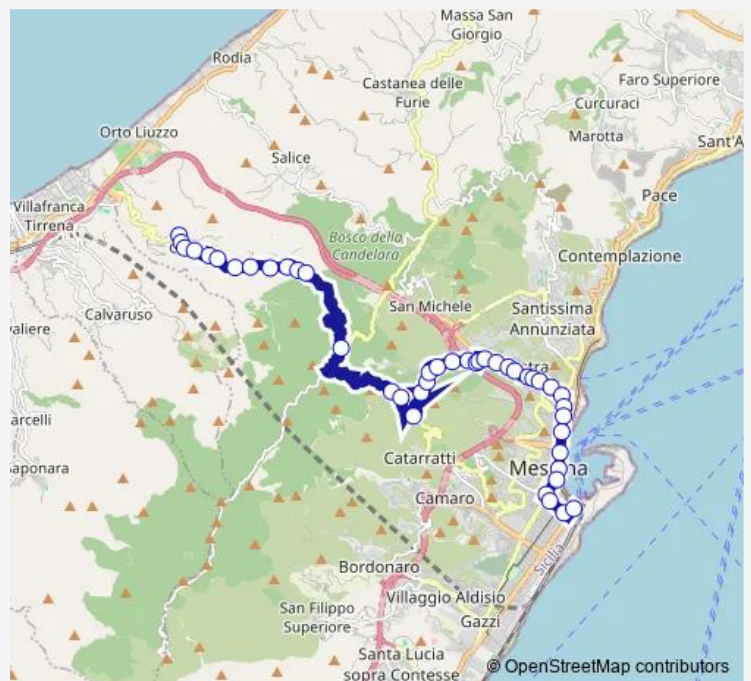 Massa San
Giorgio
Rodia
Castanea delle
Furie
Faro Superiore
Curcuraci
Orto Liuzzo
Marotta
Sant'A
Salice
Pace
Villafranca
Tirrena
Bosco della
Candelara
Contemplazione
San Michele
Calvaruso
Santissima
Annunziata
valiere
arcelli
Catarratti
aponara
Camaro
Bordonaro
Sicilia
Villaggio Aldisio
San Filippo
Superiore
Gazzi
Santa Lucia
sopra Contesse
© OpenStreetMap contributors